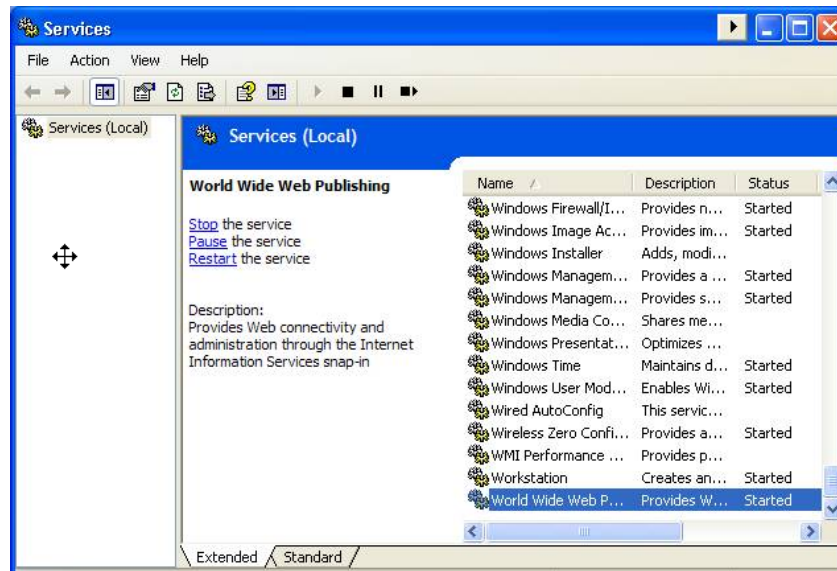 Services
File Action View Help
Services (Local)
Services (Local)
World Wide Web Publishing
Stop the service
Pause the service
Restart the service
Description:
Provides Web connectivity and
administration through the Internet
Information Services snap-in
Name Description Status
Windows Firewall/I... Provides n... Started
Windows Image Ac... Provides im... Started
Windows Installer Adds, modi...
Windows Managem... Provides a ... Started
Windows Managem... Provides s... Started
Windows Media Co... Shares me...
Windows Presentat... Optimizes ...
Windows Time Maintains d... Started
Windows User Mod... Enables Wi... Started
Wired AutoConfig This servic...
Wireless Zero Confi... Provides a... Started
WMI Performance ... Provides p...
Workstation Creates an... Started
World Wide Web P... Provides W... Started
Extended Standard